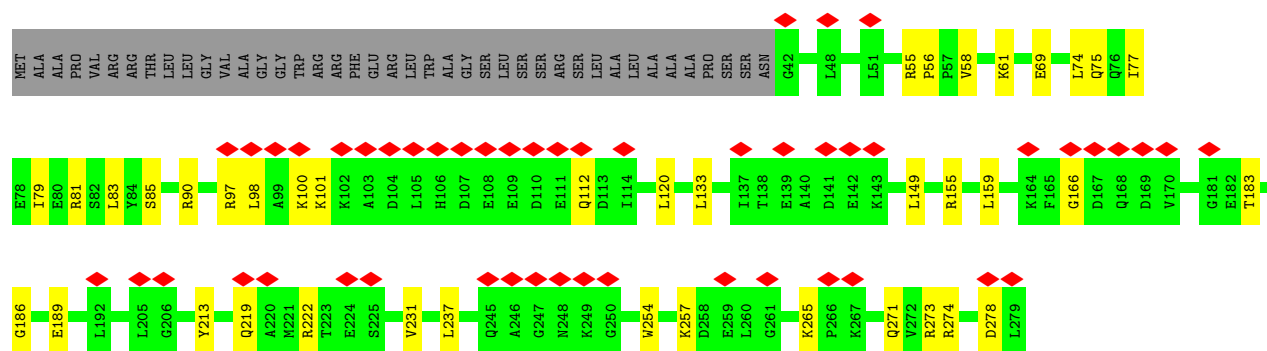 MET ALA ALA PRO VAL ARG ARG THR LEU LEU GLY VAL ALA GLY GLY TRP ARG ARG PHE GLU ARG LEU TRP ALA GLY SER LEU SER SER ARG SER LEU ALA LEU ALA ALA ALA PRO SER SER ASN G42 L48 L51 R55 P56 P57 V58 K61 E69 L74 Q75 Q76 I77
E78 I79 E80 R81 S82 L83 Y84 S85 R90 R97 L98 A99 K100 K101 K102 A103 D104 L105 H106 D107 E108 E109 D110 E111 Q112 D113 I114 L120 L133 I137 T138 E139 A140 D141 E142 K143 L149 R155 L159 K164 F165 G166 D167 Q168 D169 V170 G181 E182 T183
G186 E189 L192 L205 G206 Y213 Q219 A220 M221 R222 T223 E224 S225 V231 L237 Q245 A246 G247 N248 K249 G250 W254 K257 D258 E259 L260 G261 K265 P266 K267 Q271 V272 R273 R274 D278 L279